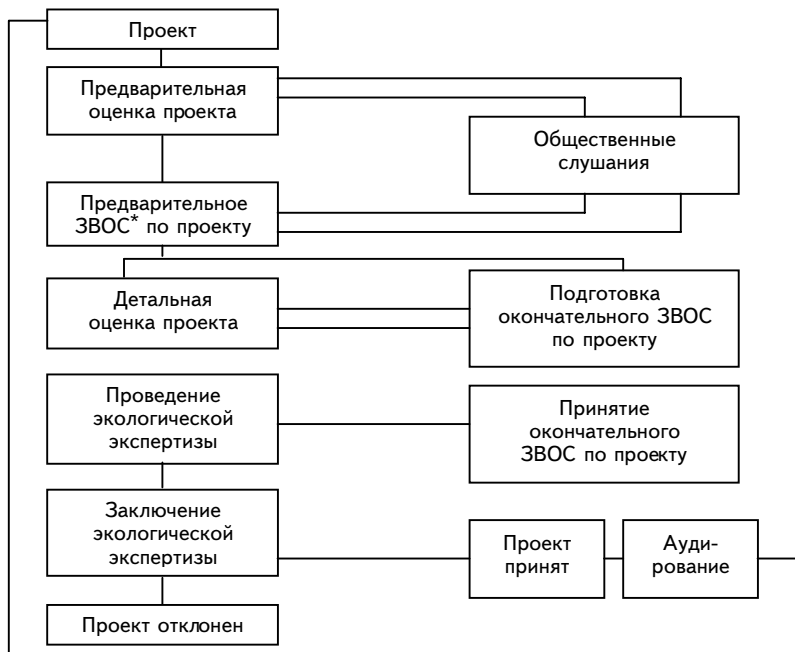 Проект
Предварительная
оценка проекта
Общественные
слушания
Предварительное
ЗВОС* по проекту
Детальная
оценка проекта
Подготовка
окончательного ЗВОС
по проекту
Проведение
экологической
экспертизы
Принятие
окончательного
ЗВОС по проекту
Заключение
экологической
экспертизы
Проект
принят
Ауди-
рование
Проект отклонен